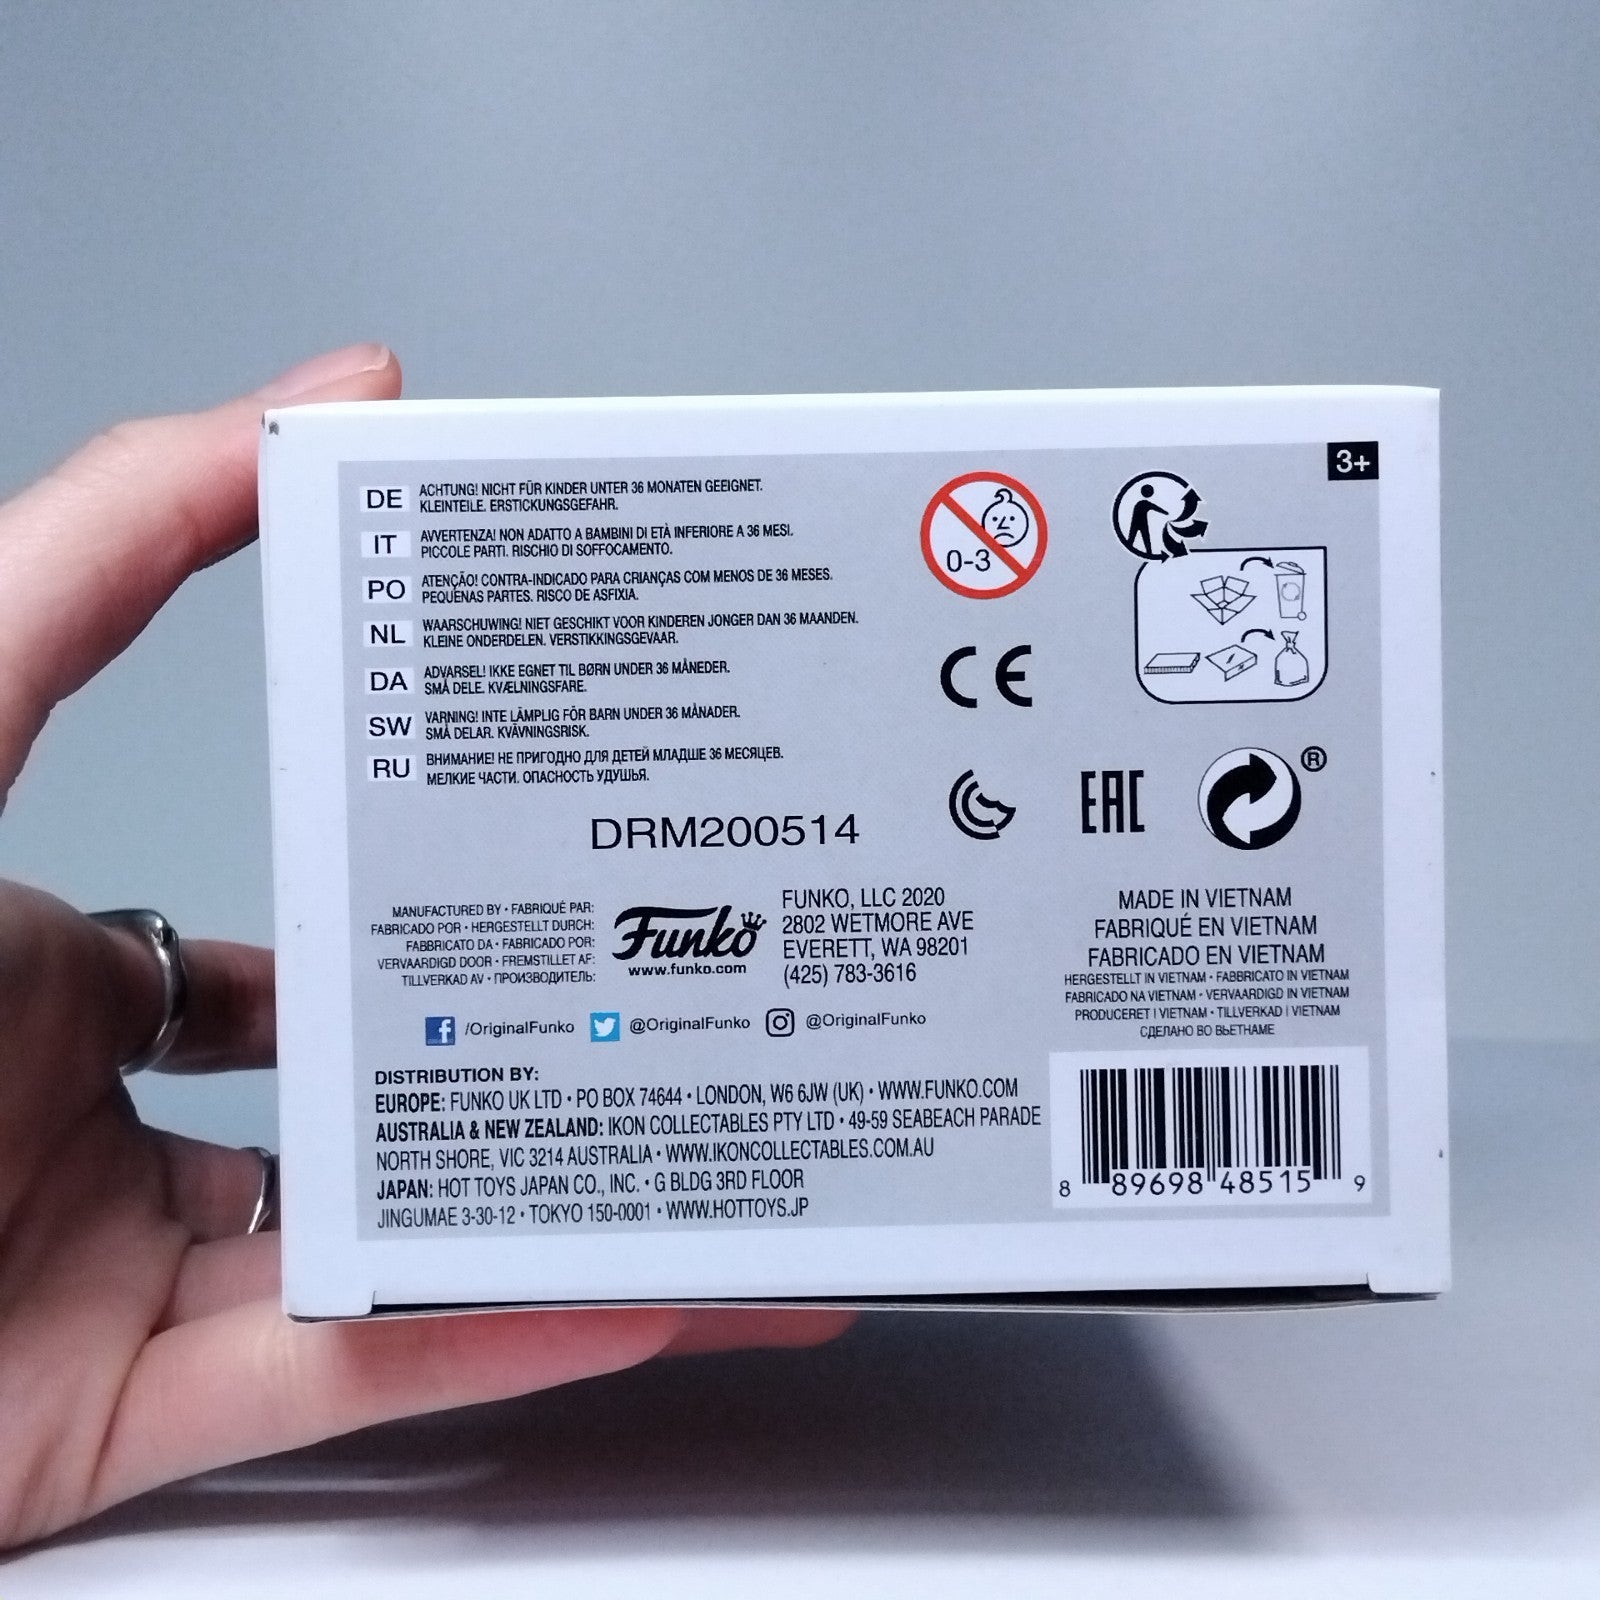 3+
DE ACHTUNG! NICHT FÜR KINDER UNTER 36 MONATEN GEEIGNET.
KLEINTEILE. ERSTICKUNGSGEFAHR.
IT AVVERTENZA! NON ADATTO A BAMBINI DI ETÀ INFERIORE A 36 MESI.
PICCOLE PARTI. RISCHIO DI SOFFOCAMENTO.
PO ATENÇÃO! CONTRA-INDICADO PARA CRIANÇAS COM MENOS DE 36 MESES.
PEQUENAS PARTES. RISCO DE ASFIXIA.
NL WAARSCHUWING! NIET GESCHIKT VOOR KINDEREN JONGER DAN 36 MAANDEN.
KLEINE ONDERDELEN. VERSTIKKINGSGEVAAR.
DA ADVARSEL! IKKE EGNET TIL BØRN UNDER 36 MÅNEDER.
SMÅ DELE. KVÆLNINGSFARE.
SW VARNING! INTE LÄMPLIG FÖR BARN UNDER 36 MÅNADER.
SMÅ DELAR. KVÄVNINGSRISK.
RU ВНИМАНИЕ! НЕ ПРИГОДНО ДЛЯ ДЕТЕЙ МЛАДШЕ 36 МЕСЯЦЕВ.
МЕЛКИЕ ЧАСТИ. ОПАСНОСТЬ УДУШЬЯ.
0-3
CE
EAC
®
DRM200514
MANUFACTURED BY • FABRIQUÉ PAR:
FABRICADO POR • HERGESTELLT DURCH:
FABBRICATO DA • FABRICADO POR:
VERVAARDIGD DOOR • FREMSTILLET AF:
TILLVERKAD AV • ПРОИЗВОДИТЕЛЬ:
Funko
www.funko.com
FUNKO, LLC 2020
2802 WETMORE AVE
EVERETT, WA 98201
(425) 783-3616
MADE IN VIETNAM
FABRIQUÉ EN VIETNAM
FABRICADO EN VIETNAM
HERGESTELLT IN VIETNAM • FABBRICATO IN VIETNAM
FABRICADO NA VIETNAM • VERVAARDIGD IN VIETNAM
PRODUCERET I VIETNAM • TILLVERKAD I VIETNAM
СДЕЛАНО ВО ВЬЕТНАМЕ
/OriginalFunko @OriginalFunko @OriginalFunko
DISTRIBUTION BY:
EUROPE: FUNKO UK LTD • PO BOX 74644 • LONDON, W6 6JW (UK) • WWW.FUNKO.COM
AUSTRALIA & NEW ZEALAND: IKON COLLECTABLES PTY LTD • 49-59 SEABEACH PARADE
NORTH SHORE, VIC 3214 AUSTRALIA • WWW.IKONCOLLECTABLES.COM.AU
JAPAN: HOT TOYS JAPAN CO., INC. • G BLDG 3RD FLOOR
JINGUMAE 3-30-12 • TOKYO 150-0001 • WWW.HOTTOYS.JP
8 89698 48515 9